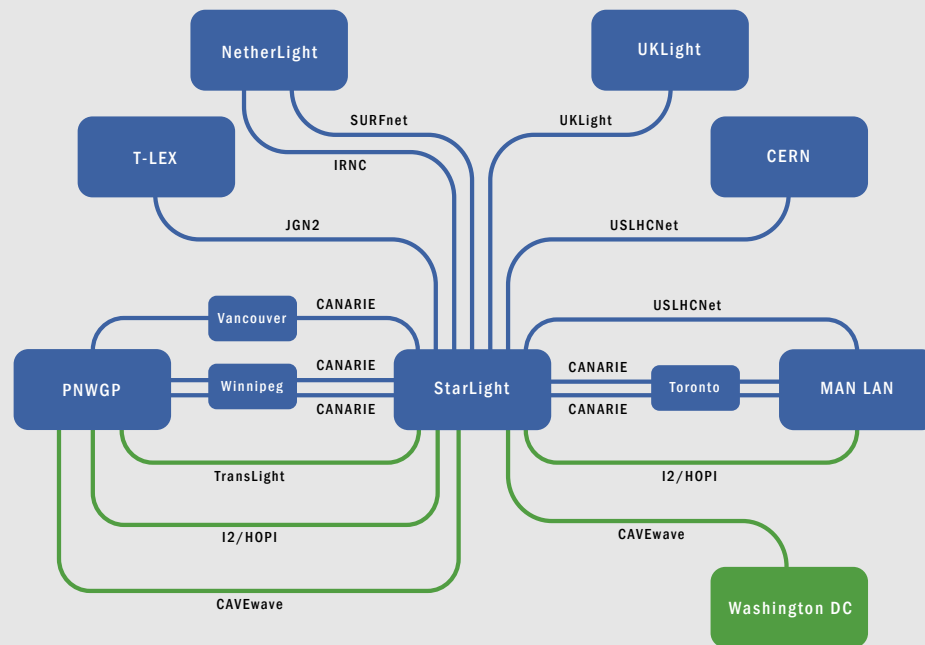 NetherLight
UKLight
SURFnet
UKLight
T-LEX
IRNC
CERN
JGN2
USLHCNet
CANARIE
USLHCNet
Vancouver
CANARIE
CANARIE
PNWGP
Winnipeg
StarLight
Toronto
MAN LAN
CANARIE
CANARIE
TransLight
I2/HOPI
I2/HOPI
CAVEwave
CAVEwave
Washington DC